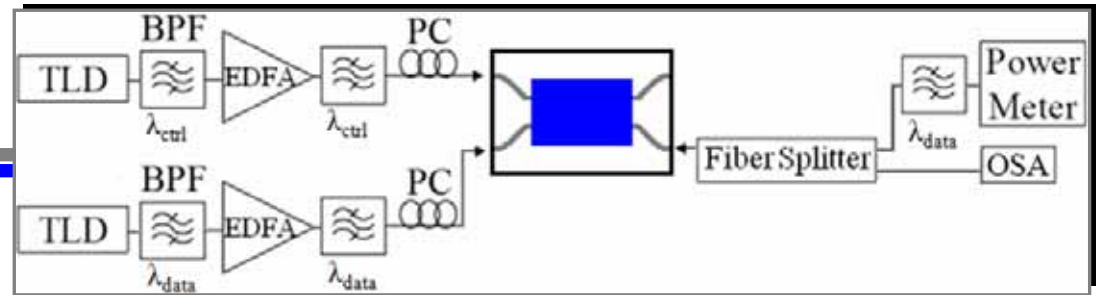 BPF
PC
TLD
EDFA
λctrl
λctrl
BPF
PC
TLD
EDFA
λdata
λdata
Fiber Splitter
λdata
Power
Meter
OSA